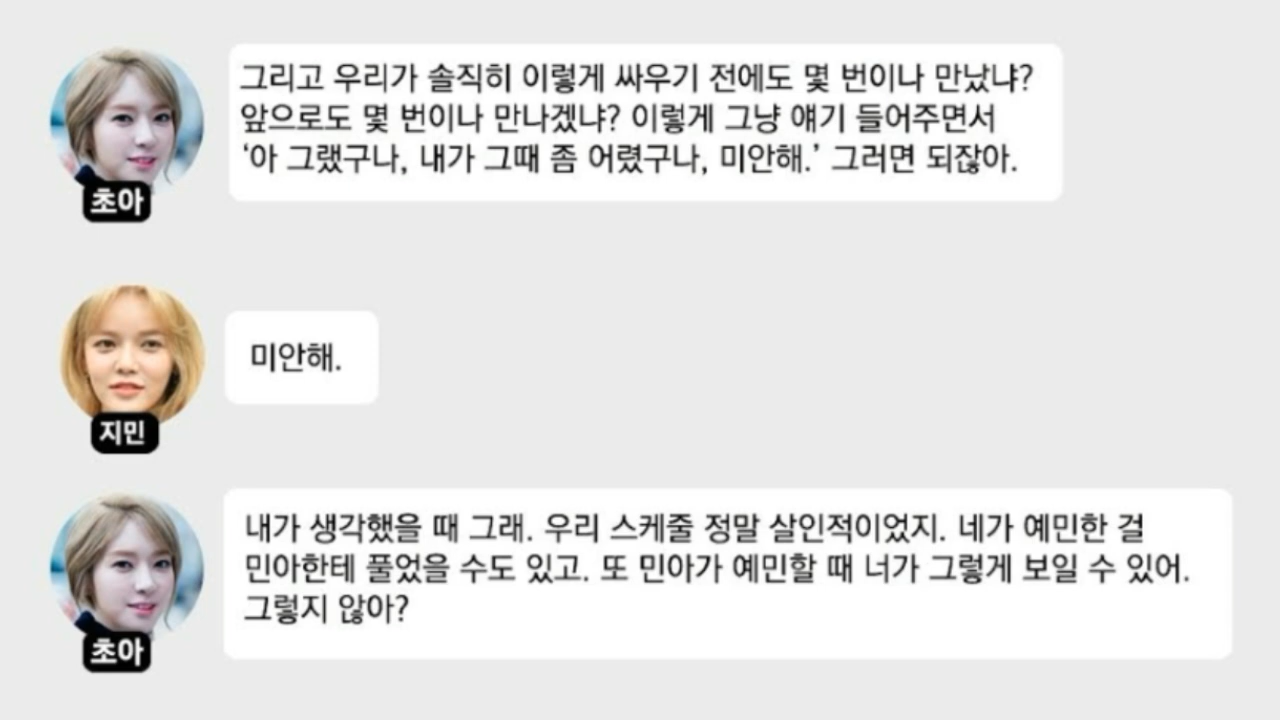 그리고 우리가 솔직히 이렇게 싸우기 전에도 몇 번이나 만났냐?
앞으로도 몇 번이나 만나겠냐? 이렇게 그냥 얘기 들어주면서
‘아 그랬구나, 내가 그때 좀 어렸구나, 미안해.’ 그러면 되잖아.
초아
미안해.
지민
내가 생각했을 때 그래. 우리 스케줄 정말 살인적이었지. 네가 예민한 걸
민아한테 풀었을 수도 있고. 또 민아가 예민할 때 너가 그렇게 보일 수 있어.
그렇지 않아?
초아